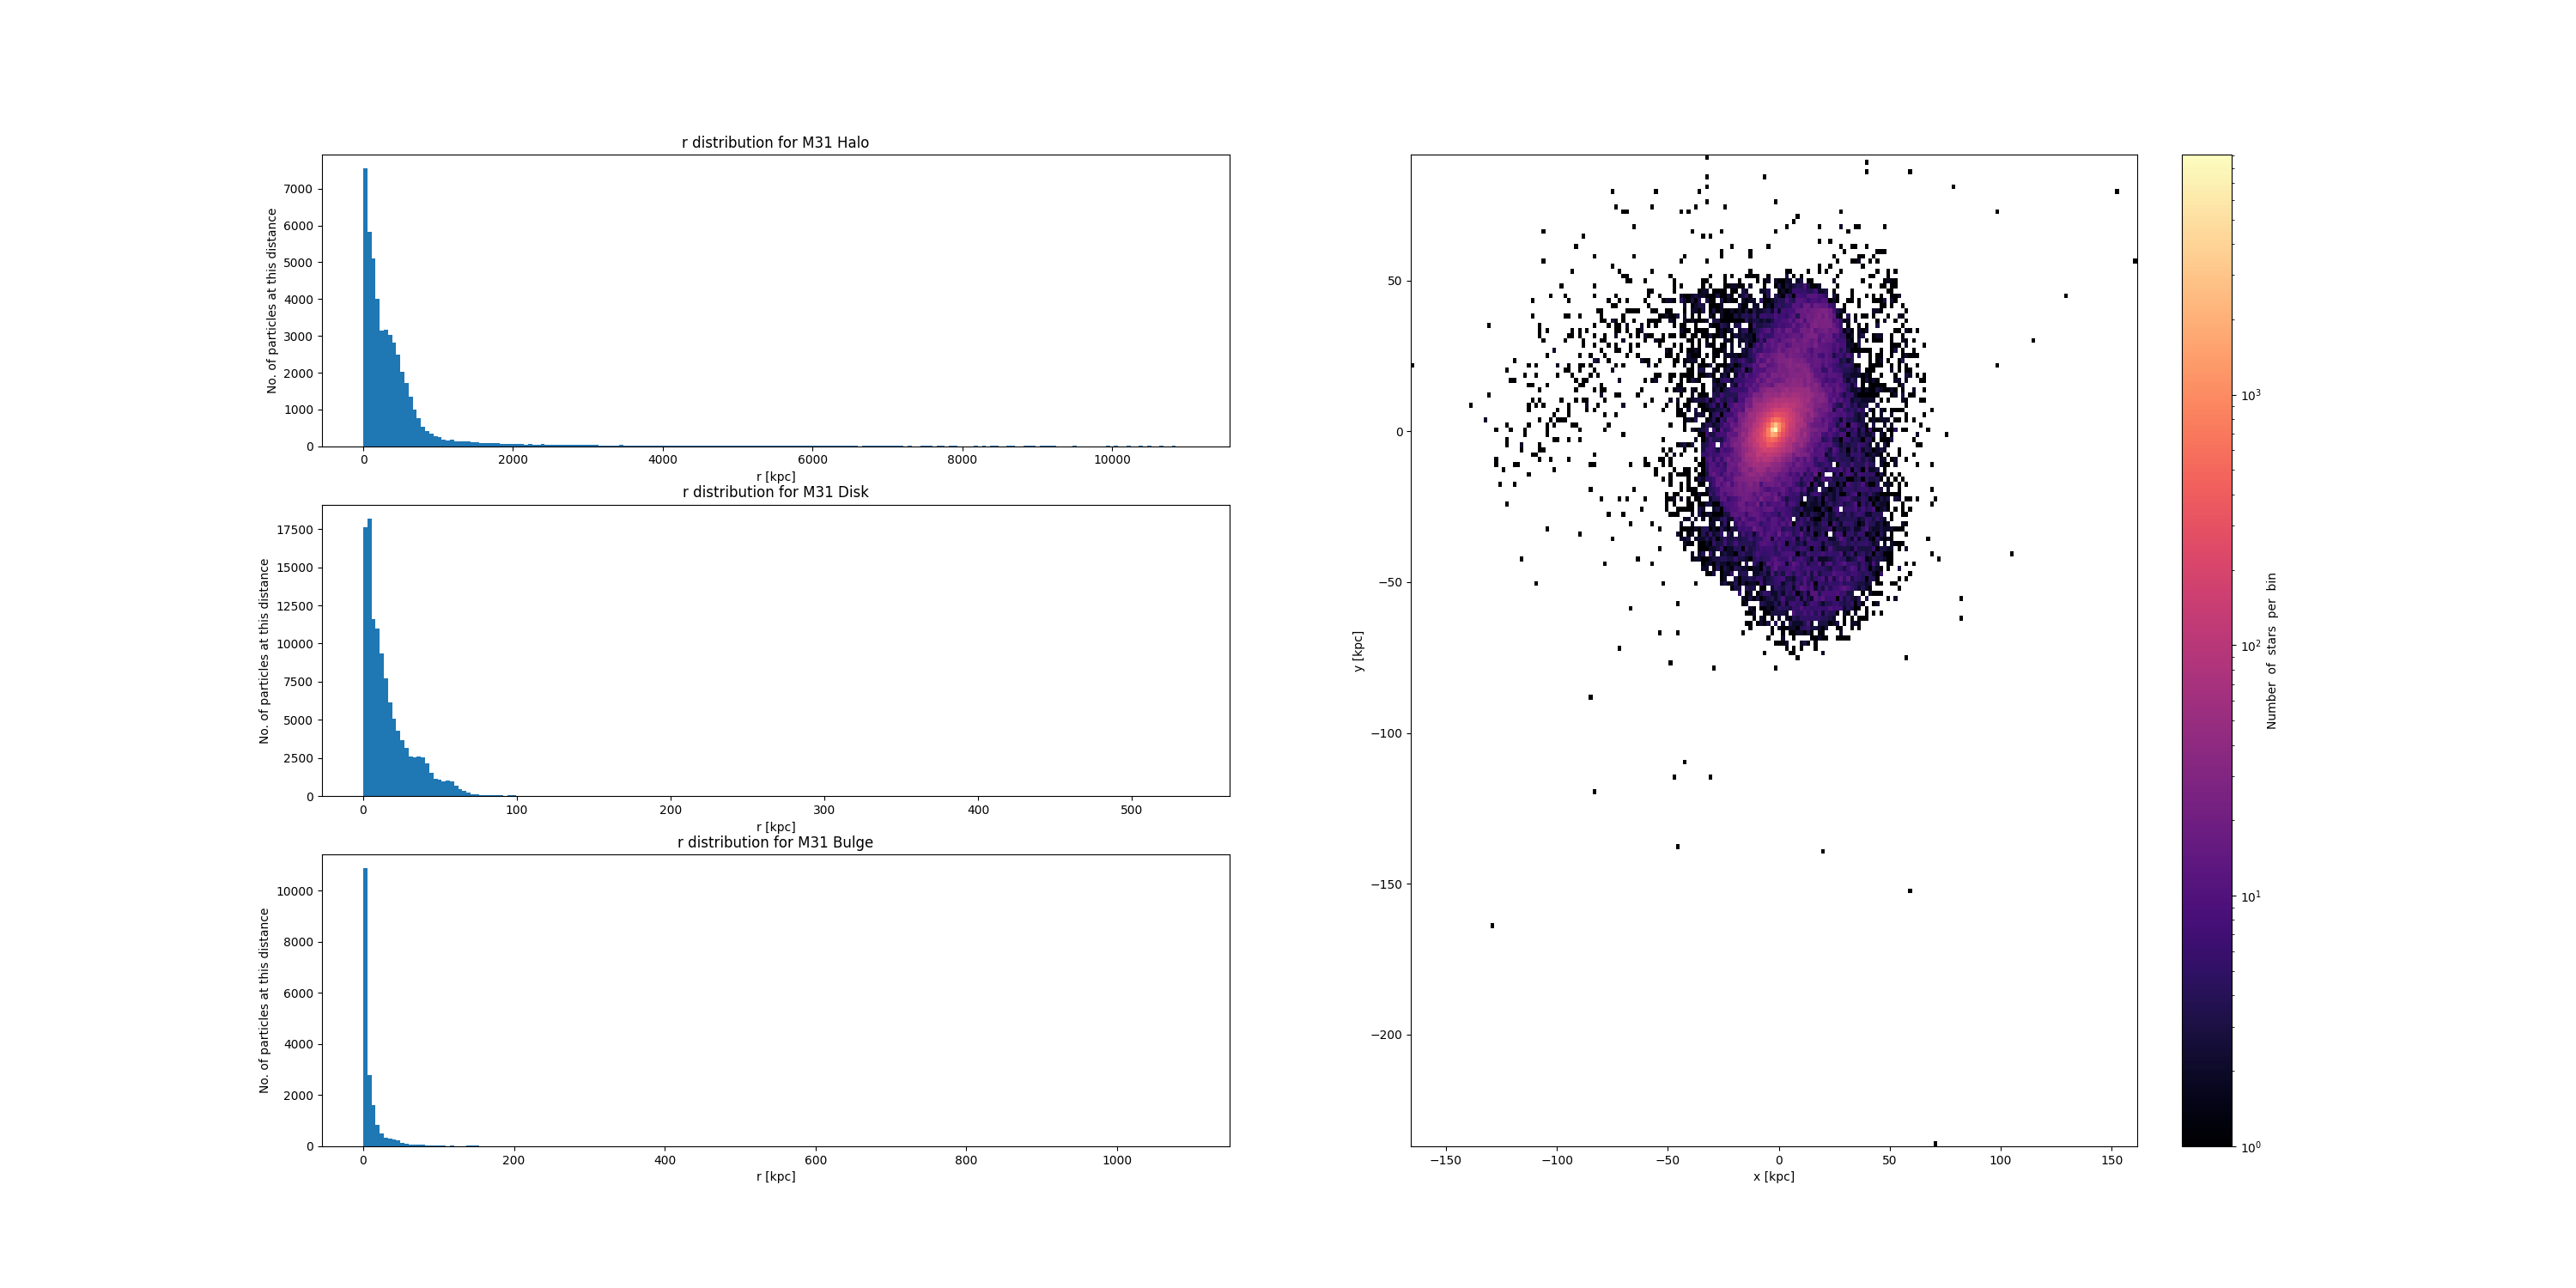 r distribution for M31 Halo
No. of particles at this distance
7000
6000
5000
4000
3000
2000
1000
0
0 2000 4000 6000 8000 10000
r [kpc]
r distribution for M31 Disk
No. of particles at this distance
17500
15000
12500
10000
7500
5000
2500
0
0 100 200 300 400 500
r [kpc]
r distribution for M31 Bulge
No. of particles at this distance
10000
8000
6000
4000
2000
0
0 200 400 600 800 1000
r [kpc]
y [kpc]
50
0
−50
−100
−150
−200
−150 −100 −50 0 50 100 150
x [kpc]
10³
10²
10¹
10⁰
Number of stars per bin